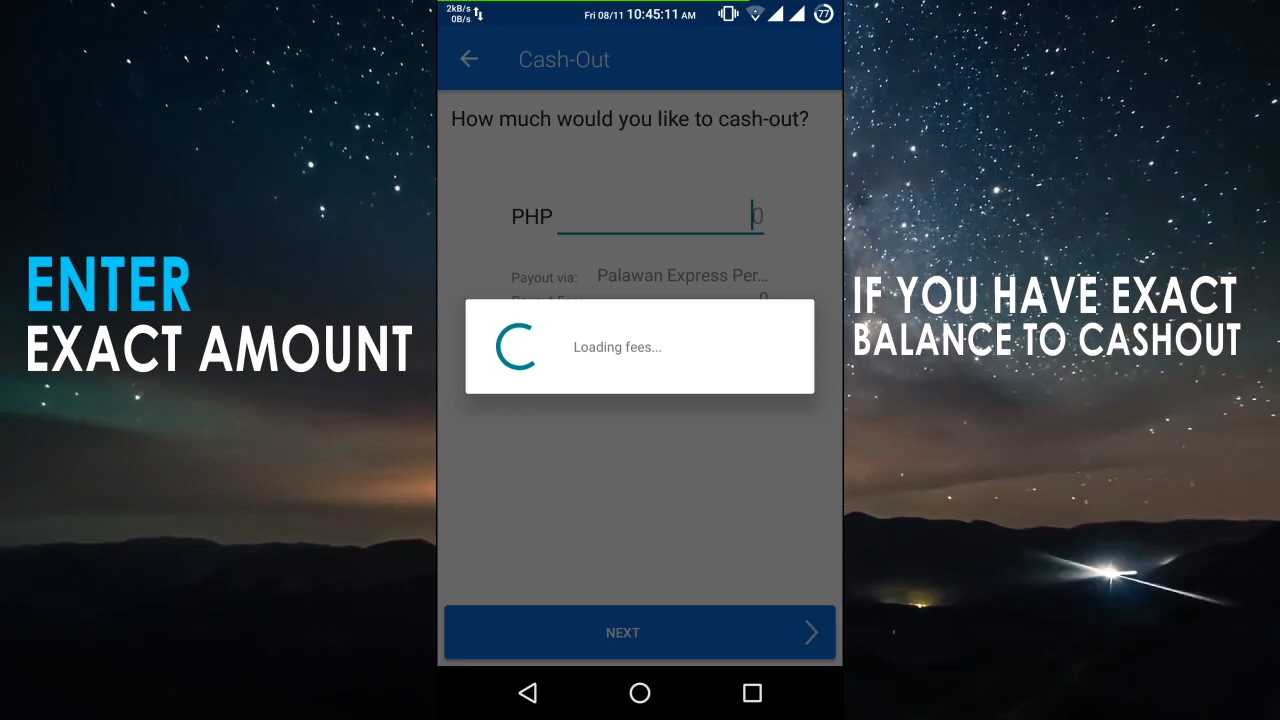 2kB/s
0B/s
Fri 08/11 10:45:11 AM
77
Cash-Out
How much would you like to cash-out?
PHP 0
Payout via: Palawan Express Per...
0
Loading fees...
NEXT
ENTER
EXACT AMOUNT
IF YOU HAVE EXACT
BALANCE TO CASHOUT